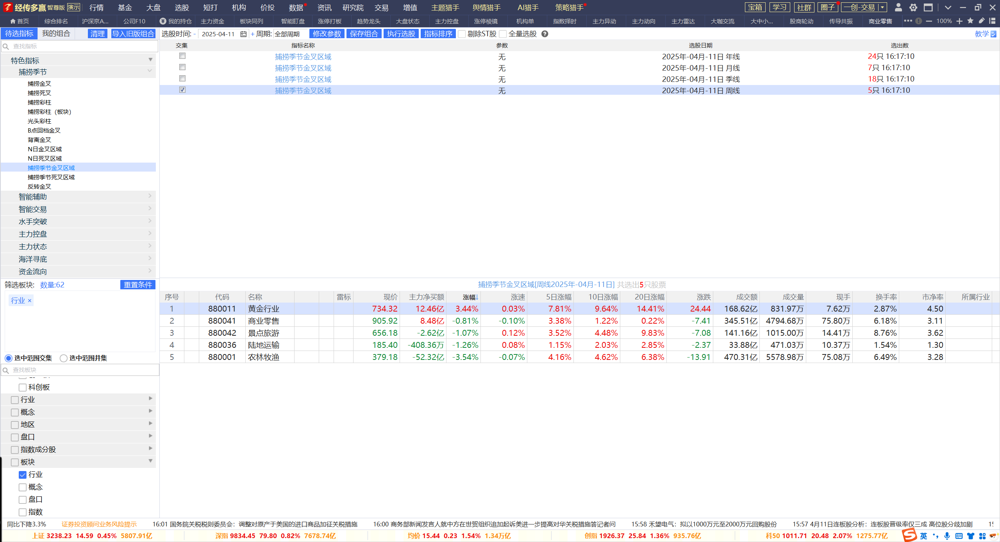 经传多赢 智尊版 演示 行情 基金 大盘 选股 短打 机构 价投 数据 资讯 研究院 交易 增值 主题猎手 舆情猎手 AI猎手 策略猎手 宝箱 学习 社群 圈子 一创-交易
首页 综合排名 沪深京A... 公司F10 我的持仓 主力资金 板块同列 智能盯盘 涨停打板 趋势龙头 大盘状态 主力控盘 涨停棱镜 机构单 指数择时 主力异动 主力动向 主力雷达 大咖交流 大中小... 股商轮动 传导共振 商业零售 ••• 100%
待选指标 我的组合 清理 导入旧版组合 选股时间: - 2025-04-11 + 周期: 全部周期 修改参数 保存组合 执行选股 指标排序 剔除ST股 全量选股 教学
查找指标
交集 指标名称 参数 选股日期 选出数
捕捞季节金叉区域 无 2025年-04月-11日 年线 24只 16:17:10
捕捞季节金叉区域 无 2025年-04月-11日 月线 7只 16:17:10
捕捞季节金叉区域 无 2025年-04月-11日 季线 18只 16:17:10
捕捞季节金叉区域 无 2025年-04月-11日 周线 5只 16:17:10
特色指标
捕捞季节
捕捞金叉
捕捞死叉
捕捞彩柱
捕捞彩柱（板块）
光头彩柱
B点回档金叉
背离金叉
N日金叉区域
N日死叉区域
捕捞季节金叉区域
捕捞季节死叉区域
反转金叉
智能辅助
智能交易
水手突破
主力控盘
主力状态
海洋寻底
资金流向
筛选板块: 数量:62 重置条件
行业 ×
选中范围交集 选中范围并集
查找板块
科创板
行业
概念
地区
盘口
指数成分股
板块
行业
概念
盘口
指数
捕捞季节金叉区域[周线2025年-04月-11日] 共选出5只股票
序号 代码 名称 雷标 现价 主力净买额 涨幅↓ 涨速 5日涨幅 10日涨幅 20日涨幅 涨跌 成交额 成交量 现手 换手率 市净率 所属行业
1 880011 黄金行业 734.32 12.46亿 3.44% 0.03% 7.81% 9.64% 14.41% 24.44 168.62亿 831.97万 7.62万 2.87% 4.50
2 880041 商业零售 905.92 8.48亿 -0.81% -0.10% 3.38% 1.22% 0.22% -7.41 345.51亿 4794.68万 75.80万 6.18% 3.11
3 880042 景点旅游 656.18 -2.62亿 -1.07% 0.12% 3.52% 4.48% 9.83% -7.08 141.16亿 1015.00万 14.41万 8.76% 3.62
4 880036 陆地运输 185.40 -408.36万 -1.26% 0.08% 1.15% 2.03% 2.85% -2.37 33.88亿 471.03万 10.37万 1.54% 1.30
5 880001 农林牧渔 379.18 -52.32亿 -3.54% -0.07% 4.16% 4.62% 6.38% -13.91 470.31亿 5578.98万 75.08万 6.49% 3.28
同比下降3.3% 证券投资顾问业务风险提示 16:01 国务院关税税则委员会：调整对原产于美国的进口商品加征关税措施 16:00 商务部新闻发言人就中方在世贸组织追加起诉美进一步提高对华关税措施答记者问 15:58 禾望电气：拟以1000万元至2000万元回购股份 15:57 4月11日连板股分析：连板股晋级率仅三成 高位股分歧加剧
上证 3238.23 14.59 0.45% 5807.91亿 深指 9834.45 79.80 0.82% 7678.74亿 均价 15.44 0.23 1.54% 1.34万亿 创指 1926.37 25.84 1.36% 935.76亿 科50 1011.71 20.48 2.07% 1275.77亿 英